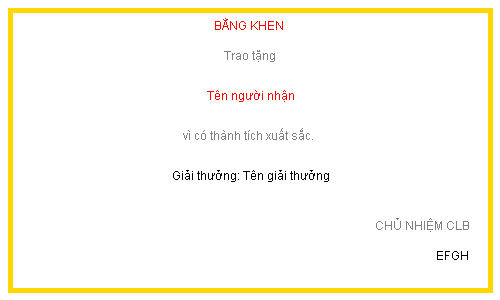 BẰNG KHEN
Trao tặng
Tên người nhận
vì có thành tích xuất sắc.
Giải thưởng: Tên giải thưởng
CHỦ NHIỆM CLB
EFGH